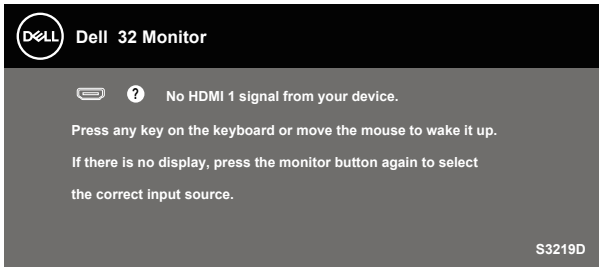 DELL Dell 32 Monitor
? No HDMI 1 signal from your device.
Press any key on the keyboard or move the mouse to wake it up.
If there is no display, press the monitor button again to select
the correct input source.
S3219D